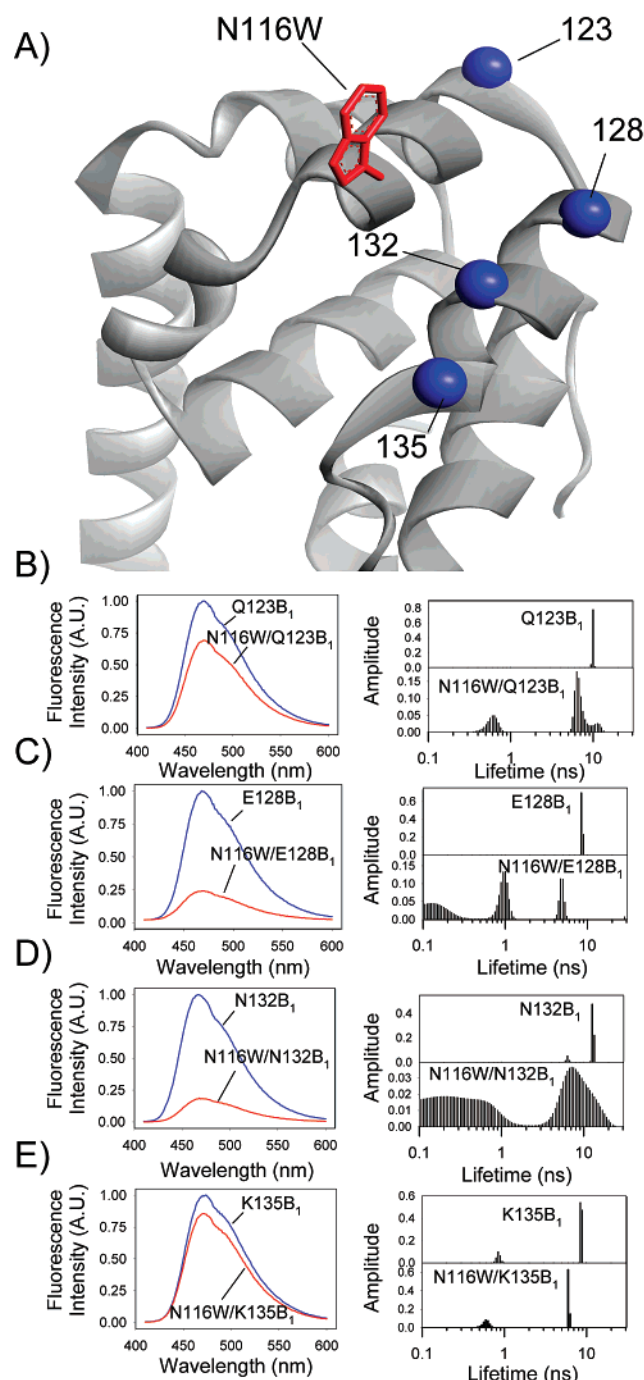 A)
N116W
123
128
132
135
B)
Fluorescence
Intensity (A.U.)
1.00
0.75
0.50
0.25
0.00
Q123B₁
N116W/Q123B₁
400
450
500
550
600
Wavelength (nm)
Amplitude
0.8
0.6
0.4
0.2
0.0
Q123B₁
0.15
0.10
0.05
0.00
N116W/Q123B₁
0.1
1
10
Lifetime (ns)
C)
Fluorescence
Intensity (A.U.)
1.00
0.75
0.50
0.25
0.00
E128B₁
N116W/E128B₁
400
450
500
550
600
Wavelength (nm)
Amplitude
0.6
0.4
0.2
0.0
E128B₁
0.15
0.10
0.05
0.00
N116W/E128B₁
0.1
1
10
Lifetime (ns)
D)
Fluorescence
Intensity (A.U.)
1.00
0.75
0.50
0.25
0.00
N132B₁
N116W/N132B₁
400
450
500
550
600
Wavelength (nm)
Amplitude
0.4
0.2
0.0
N132B₁
0.03
0.02
0.01
0.00
N116W/N132B₁
0.1
1
10
Lifetime (ns)
E)
Fluorescence
Intensity (A.U.)
1.00
0.75
0.50
0.25
0.00
K135B₁
N116W/K135B₁
400
450
500
550
600
Wavelength (nm)
Amplitude
0.6
0.4
0.2
0.0
K135B₁
0.6
0.4
0.2
0.0
N116W/K135B₁
0.1
1
10
Lifetime (ns)